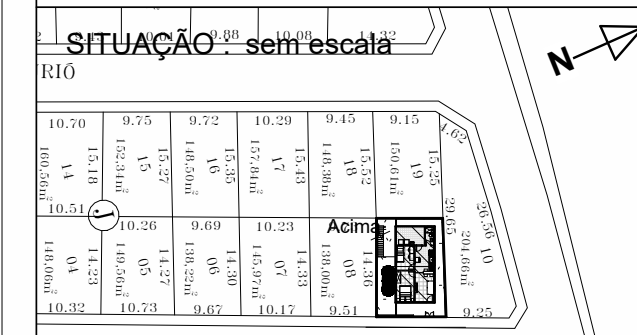 9.88 10.08 14.32
SITUAÇÃO : sem escala
N
RIÓ
10.70 9.75 9.72 10.29 9.45 9.15 4.62
160,56m² 14 15.18
152,34m² 15 15.27
148,50m² 16 15.35
157,84m² 17 15.43
148,38m² 18 15.52
150,61m² 19 15.25
29.65
26.56
204,66m² 10
10.51 J 10.26 9.69 10.23 Acima
148,06m² 04 14.23
149,56m² 05 14.27
138,22m² 06 14.30
145,97m² 07 14.33
138,00m² 08 14.36
10.32 10.73 9.67 10.17 9.51 9.25